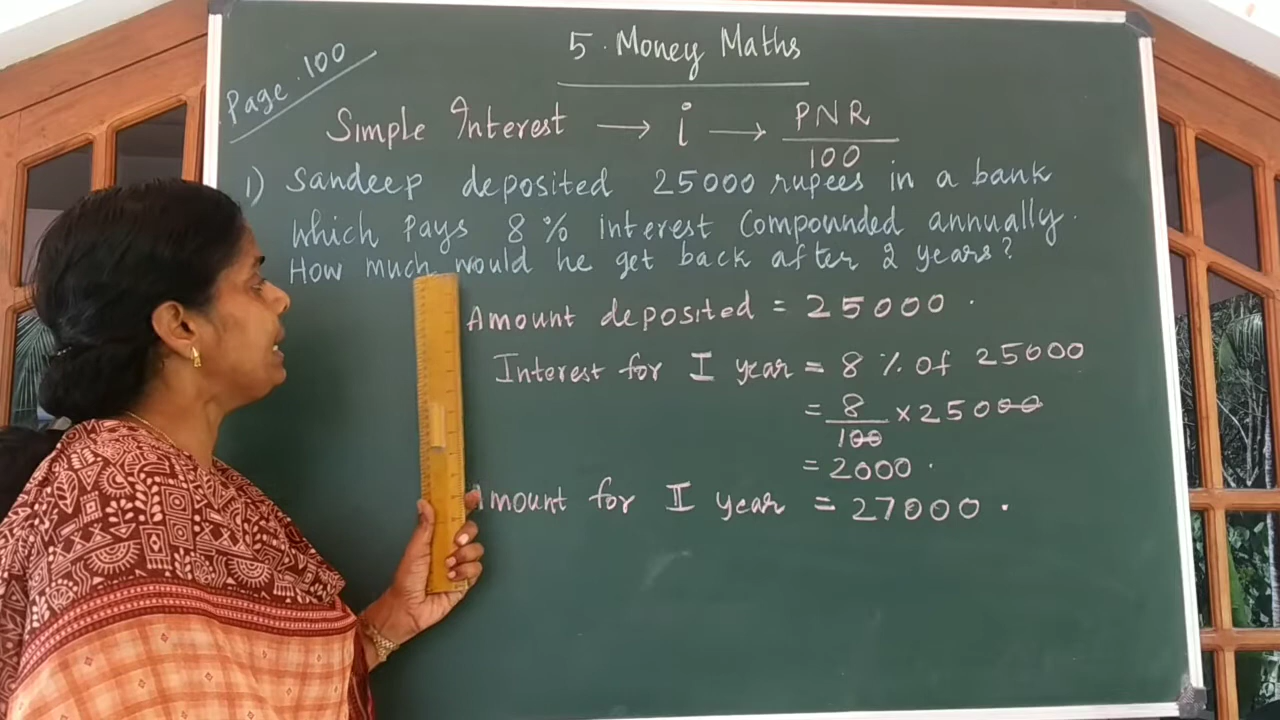 Page.100
5. Money Maths
Simple Interest → i → PNR / 100
1) Sandeep deposited 25000 rupees in a bank
which pays 8% interest compounded annually.
How much would he get back after 2 years?
Amount deposited = 25000.
Interest for I year = 8% of 25000
= 8/100 × 25000
= 2000.
Amount for I year = 27000.